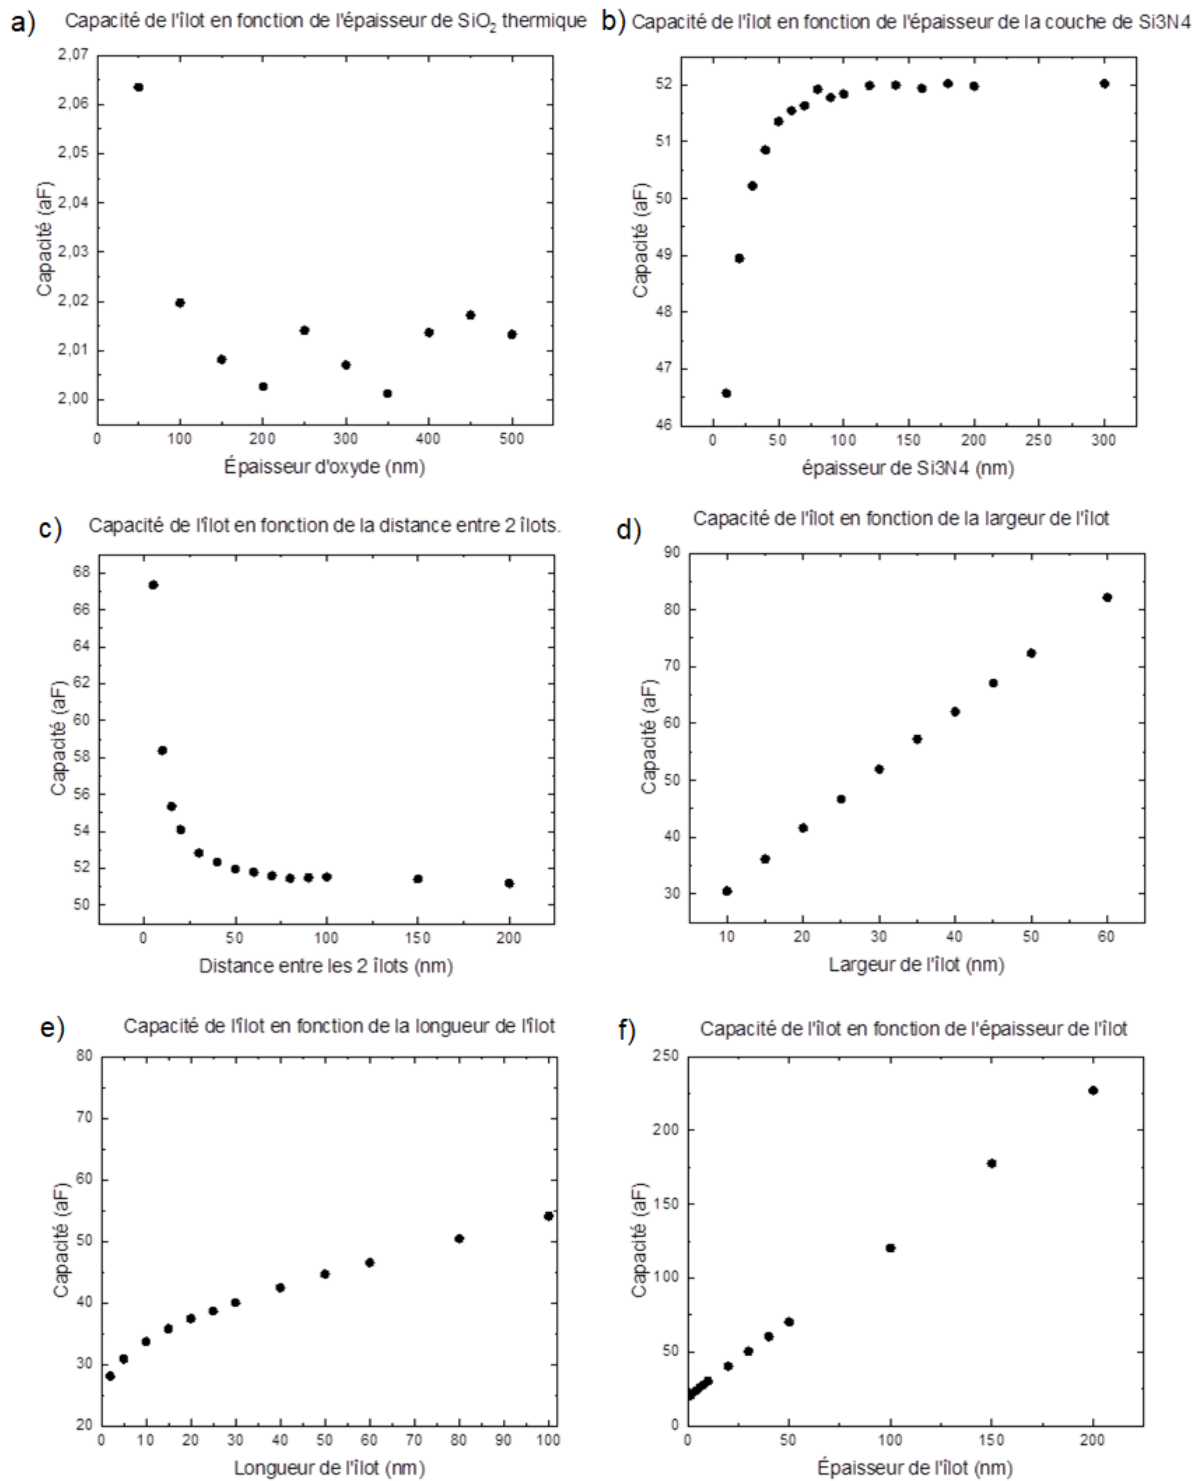 a) Capacité de l'îlot en fonction de l'épaisseur de SiO₂ thermique
2,07
2,06
2,05
2,04
2,03
2,02
2,01
2,00
Capacité (aF)
0 100 200 300 400 500
Épaisseur d'oxyde (nm)
b) Capacité de l'îlot en fonction de l'épaisseur de la couche de Si3N4
52
51
50
49
48
47
46
Capacité (aF)
0 50 100 150 200 250 300
épaisseur de Si3N4 (nm)
c) Capacité de l'îlot en fonction de la distance entre 2 îlots.
68
66
64
62
60
58
56
54
52
50
Capacité (aF)
0 50 100 150 200
Distance entre les 2 îlots (nm)
d) Capacité de l'îlot en fonction de la largeur de l'îlot
90
80
70
60
50
40
30
Capacité (aF)
10 20 30 40 50 60
Largeur de l'îlot (nm)
e) Capacité de l'îlot en fonction de la longueur de l'îlot
80
70
60
50
40
30
20
Capacité (aF)
0 10 20 30 40 50 60 70 80 90 100
Longueur de l'îlot (nm)
f) Capacité de l'îlot en fonction de l'épaisseur de l'îlot
250
200
150
100
50
0
Capacité (aF)
0 50 100 150 200
Épaisseur de l'îlot (nm)